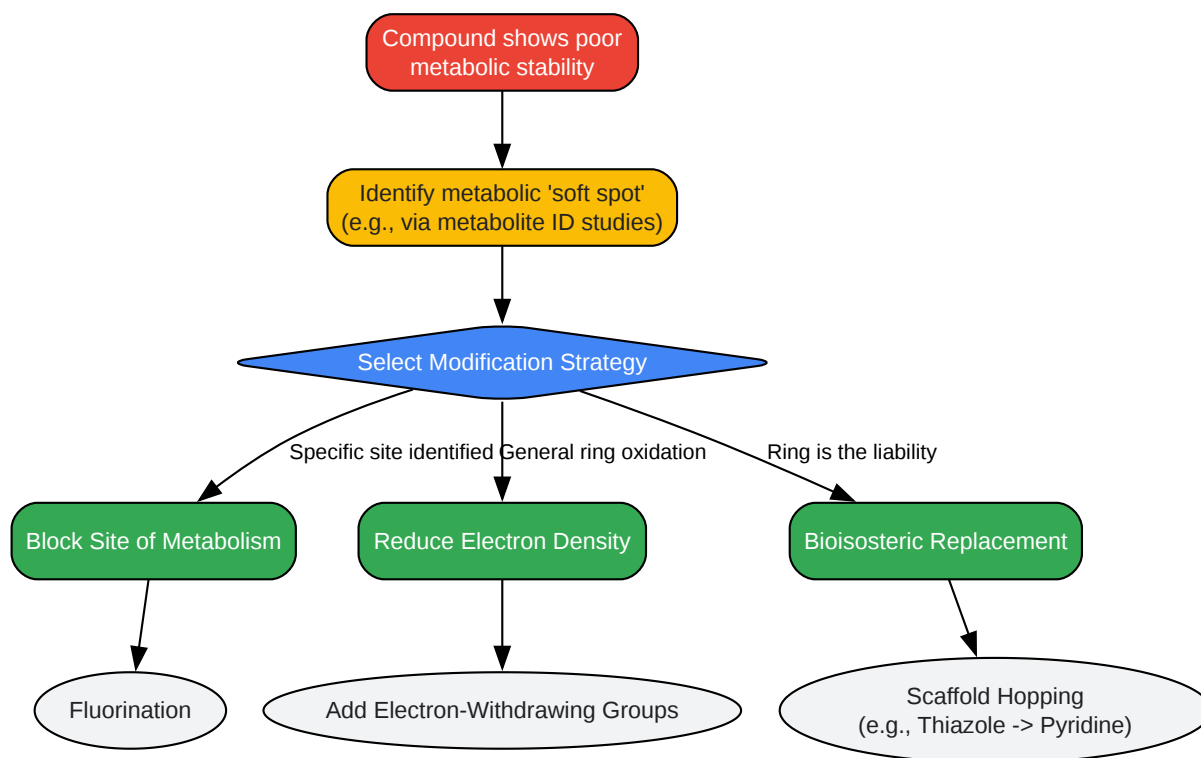 Compound shows poor
metabolic stability
Identify metabolic 'soft spot'
(e.g., via metabolite ID studies)
Select Modification Strategy
Specific site identified
General ring oxidation
Ring is the liability
Block Site of Metabolism
Reduce Electron Density
Bioisosteric Replacement
Fluorination
Add Electron-Withdrawing Groups
Scaffold Hopping
(e.g., Thiazole -> Pyridine)